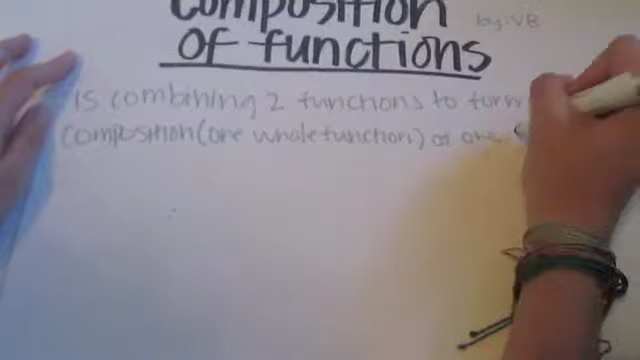 Composition
of functions
by: VB
is combining 2 functions to form
composition (one whole function) of one